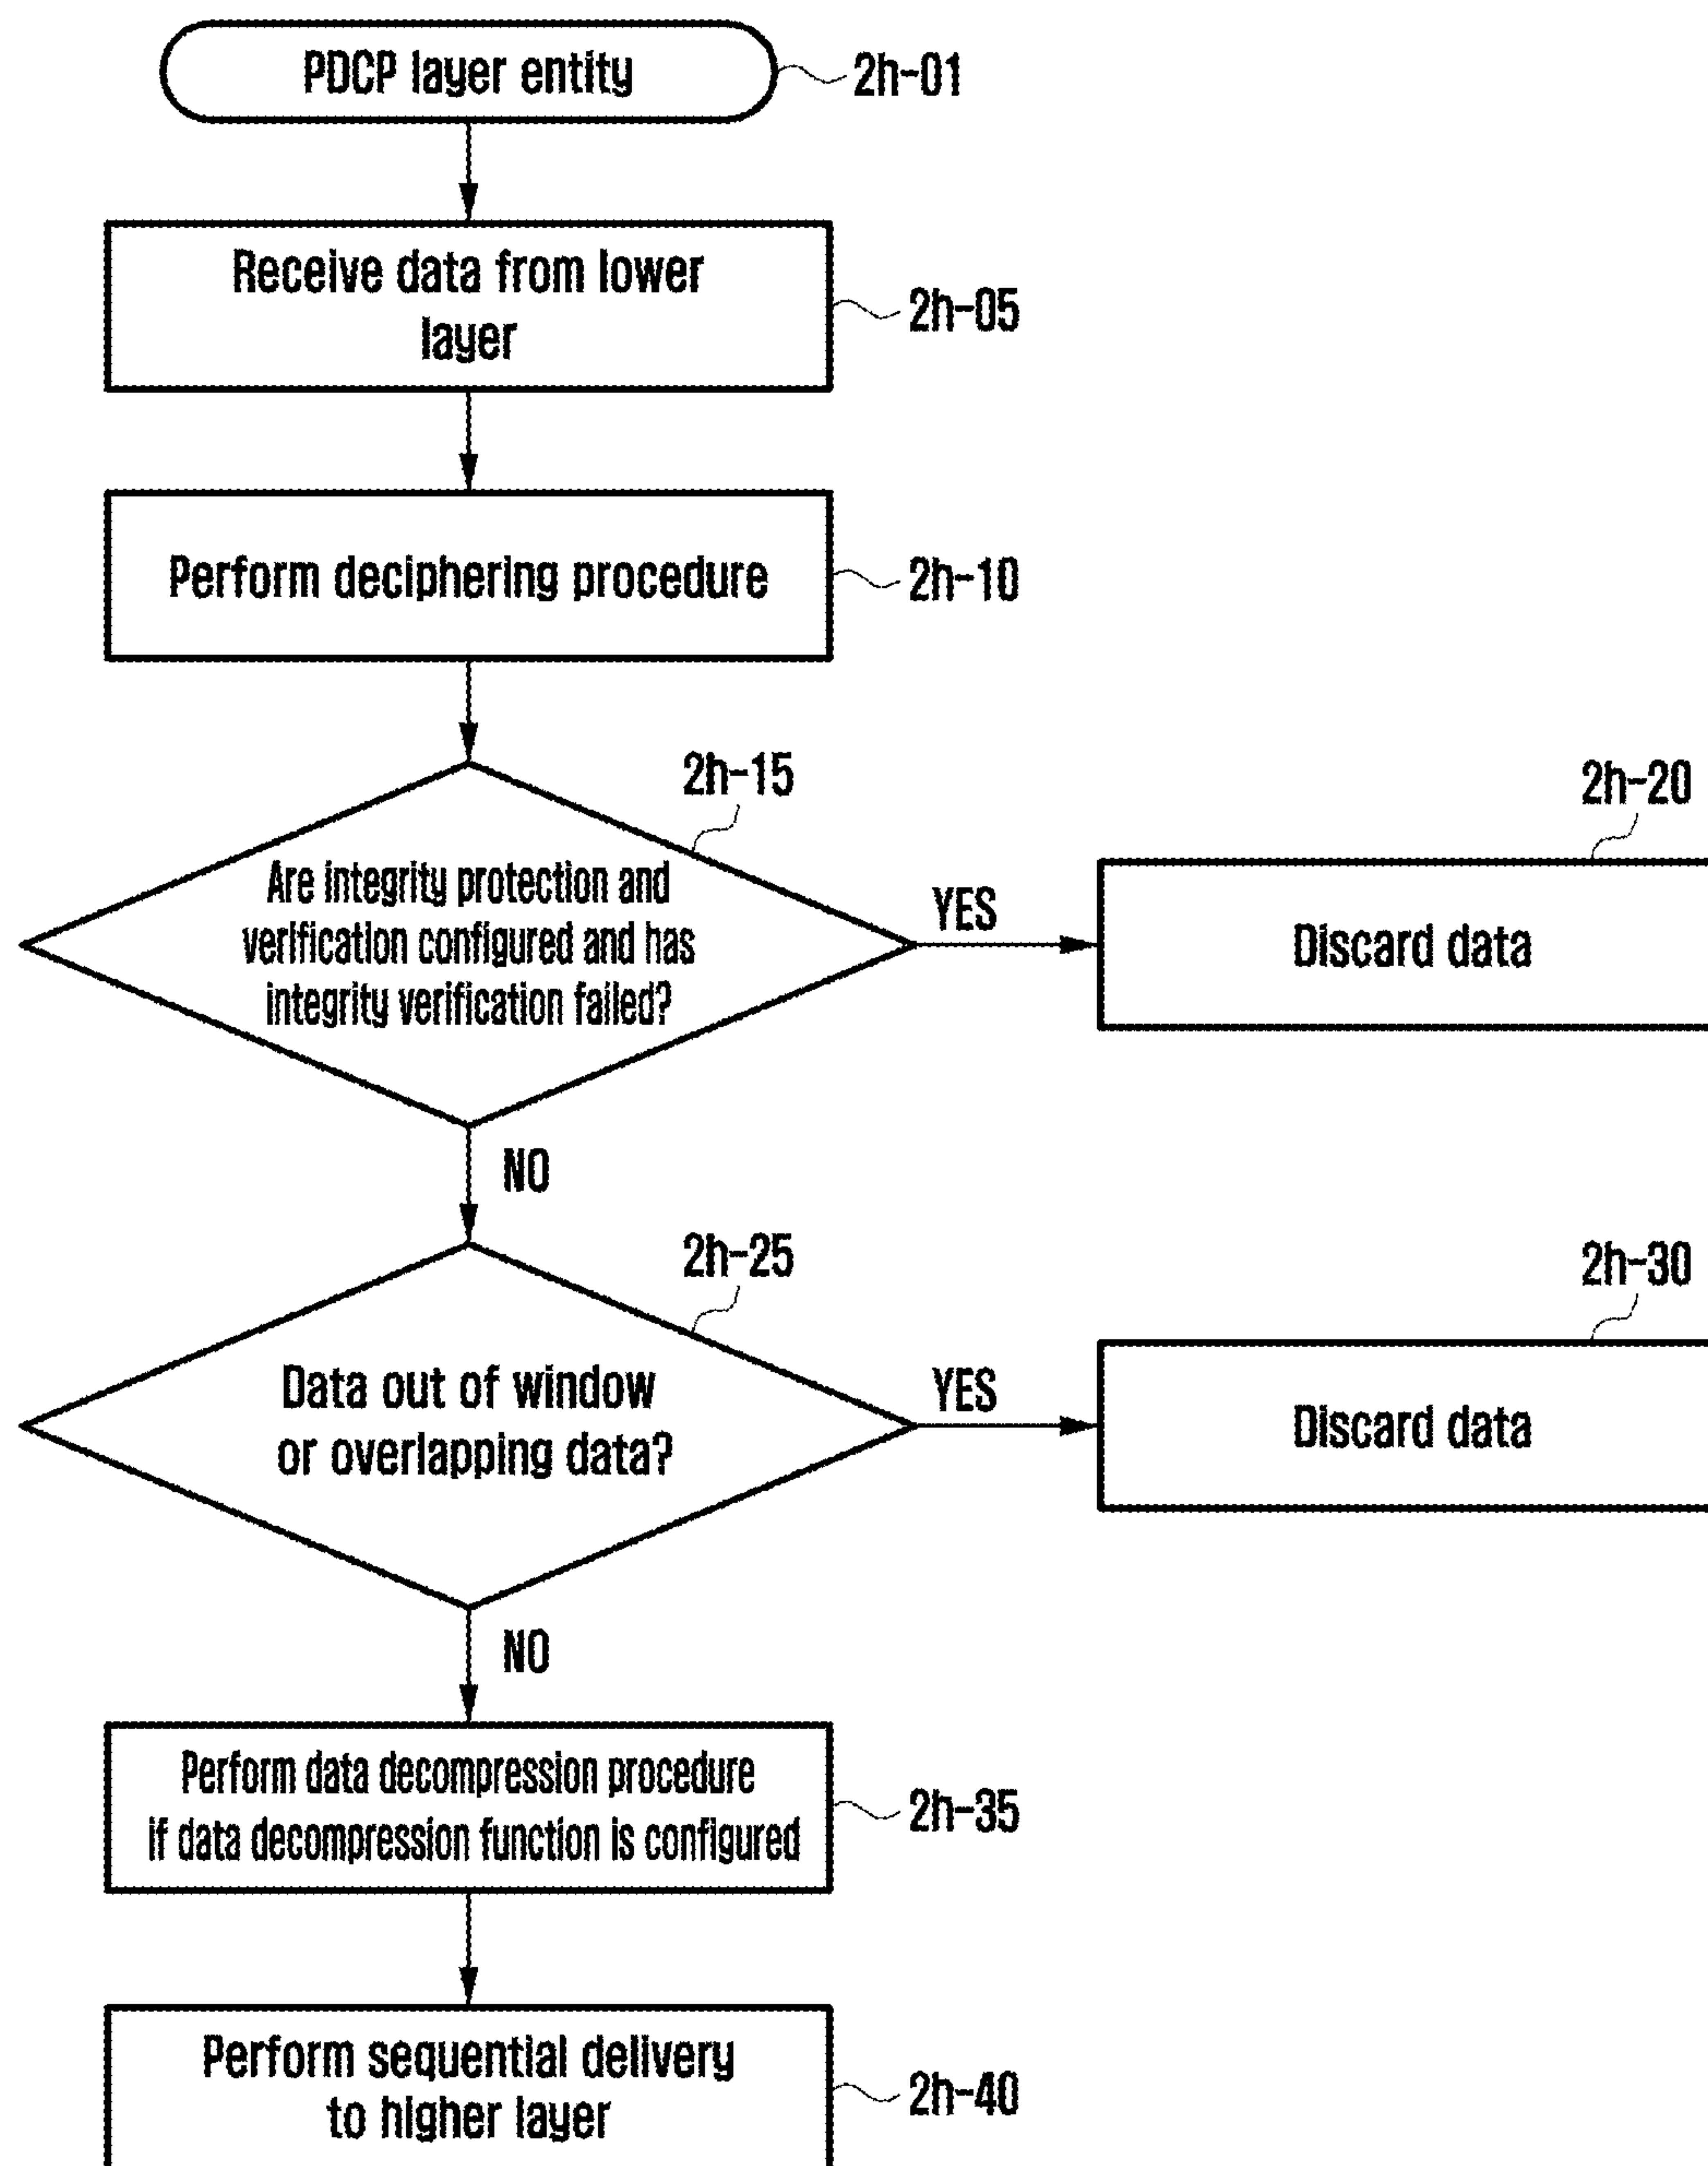 PDCP layer entity
2h-01
Receive data from lower
layer
2h-05
Perform deciphering procedure
2h-10
2h-15
Are integrity protection and
verification configured and has
integrity verification failed?
YES
2h-20
Discard data
NO
2h-25
Data out of window
or overlapping data?
YES
2h-30
Discard data
NO
Perform data decompression procedure
if data decompression function is configured
2h-35
Perform sequential delivery
to higher layer
2h-40